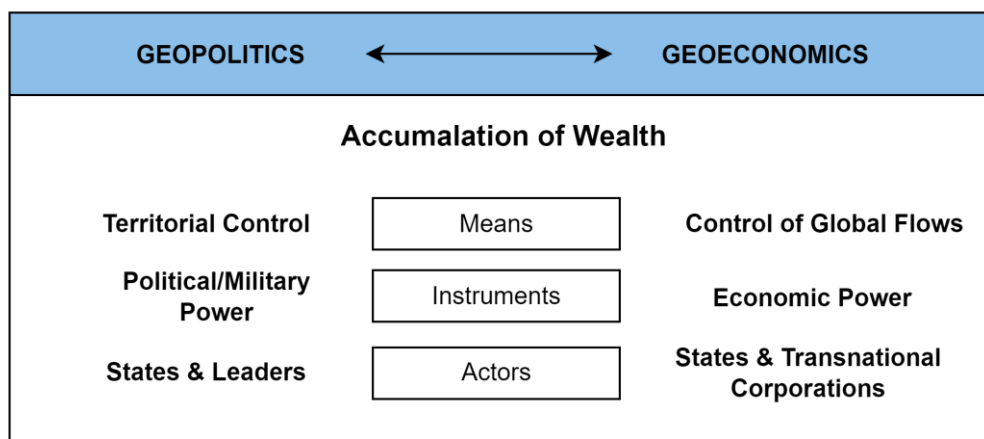 GEOPOLITICS GEOECONOMICS
Accumalation of Wealth
Territorial Control Means Control of Global Flows
Political/Military
Power
Instruments Economic Power
States & Leaders Actors States & Transnational
Corporations